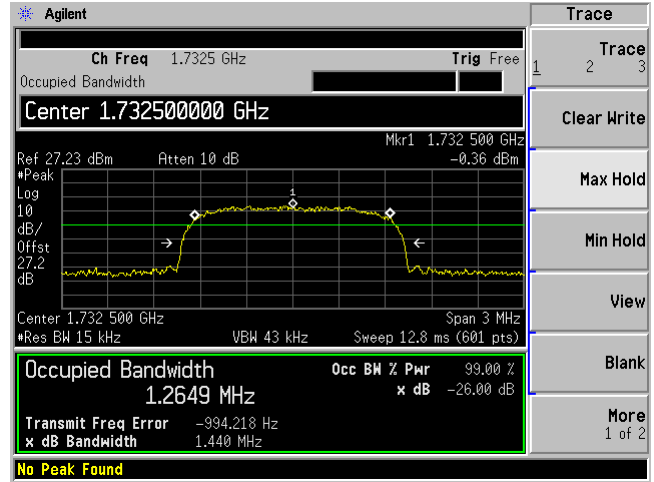 Agilent
Trace
Ch Freq 1.7325 GHz Trig Free
Occupied Bandwidth
Center 1.732500000 GHz
Mkr1 1.732 500 GHz
Ref 27.23 dBm Atten 10 dB -0.36 dBm
#Peak
Log
10
dB/
Offst
27.2
dB
1
Center 1.732 500 GHz Span 3 MHz
#Res BW 15 kHz VBW 43 kHz Sweep 12.8 ms (601 pts)
Occupied Bandwidth Occ BW % Pwr 99.00 %
1.2649 MHz x dB -26.00 dB
Transmit Freq Error -994.218 Hz
x dB Bandwidth 1.440 MHz
No Peak Found
Trace
1 2 3
Clear Write
Max Hold
Min Hold
View
Blank
More
1 of 2